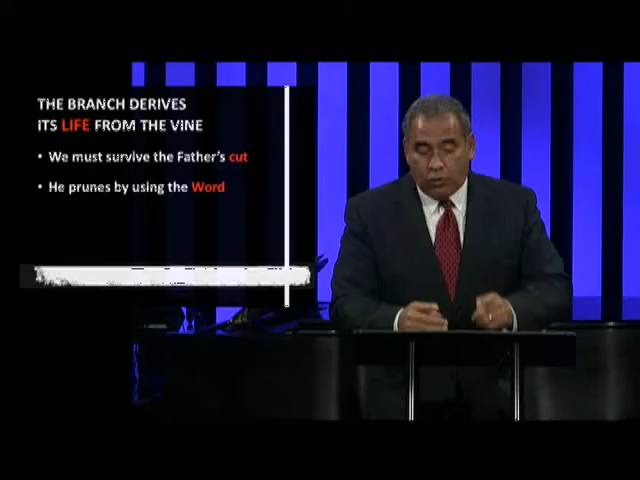 THE BRANCH DERIVES
ITS LIFE FROM THE VINE
• We must survive the Father's cut
• He prunes by using the Word